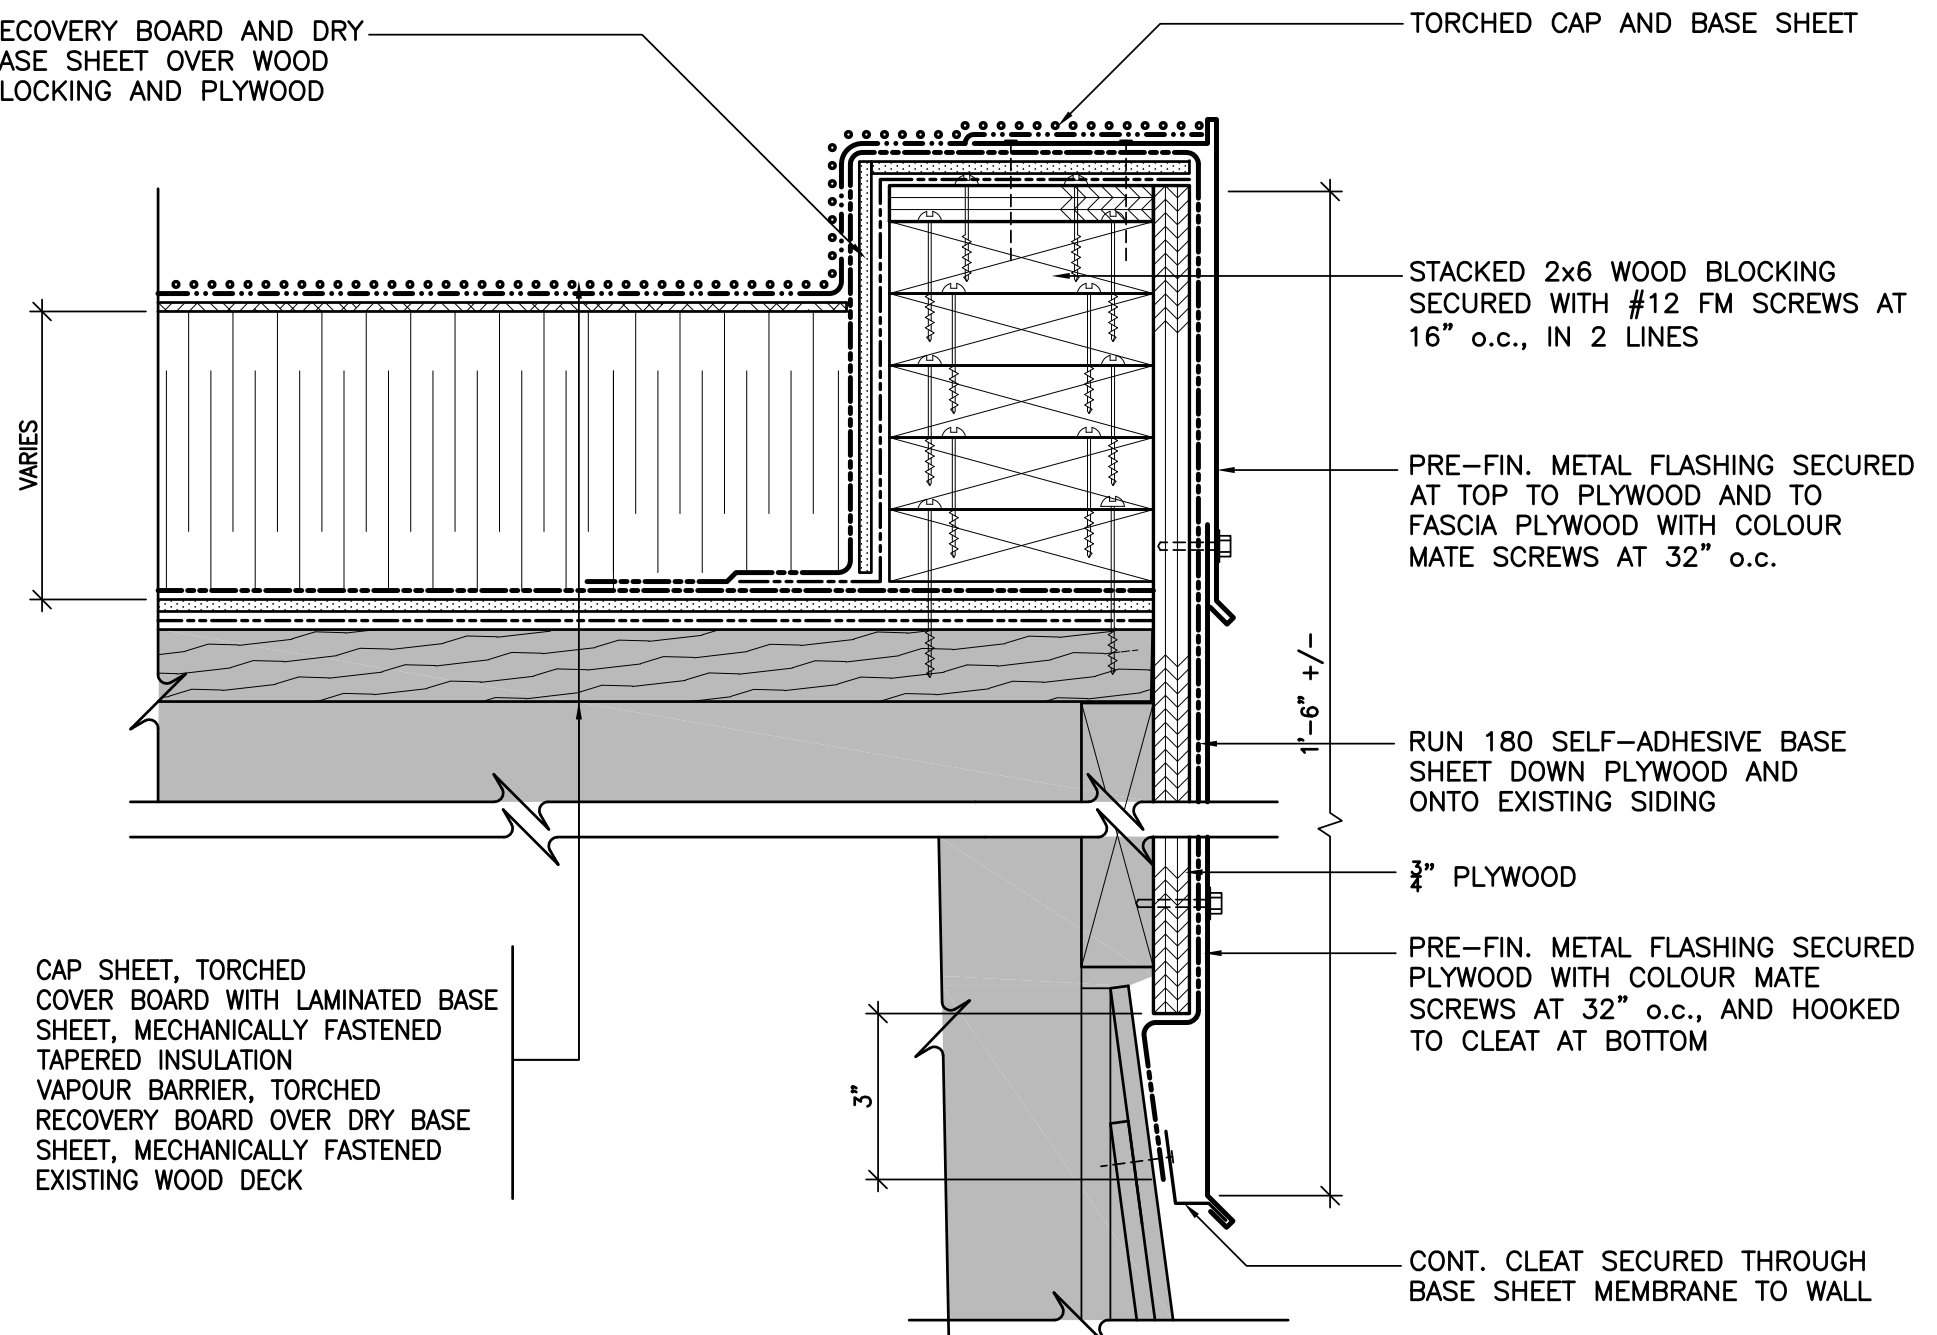 ECOVERY BOARD AND DRY
ASE SHEET OVER WOOD
LOCKING AND PLYWOOD
TORCHED CAP AND BASE SHEET
STACKED 2x6 WOOD BLOCKING
SECURED WITH #12 FM SCREWS AT
16" o.c., IN 2 LINES
VARIES
PRE-FIN. METAL FLASHING SECURED
AT TOP TO PLYWOOD AND TO
FASCIA PLYWOOD WITH COLOUR
MATE SCREWS AT 32" o.c.
1'-6" +/-
RUN 180 SELF-ADHESIVE BASE
SHEET DOWN PLYWOOD AND
ONTO EXISTING SIDING
3/4" PLYWOOD
PRE-FIN. METAL FLASHING SECURED
PLYWOOD WITH COLOUR MATE
SCREWS AT 32" o.c., AND HOOKED
TO CLEAT AT BOTTOM
CAP SHEET, TORCHED
COVER BOARD WITH LAMINATED BASE
SHEET, MECHANICALLY FASTENED
TAPERED INSULATION
VAPOUR BARRIER, TORCHED
RECOVERY BOARD OVER DRY BASE
SHEET, MECHANICALLY FASTENED
EXISTING WOOD DECK
3"
CONT. CLEAT SECURED THROUGH
BASE SHEET MEMBRANE TO WALL